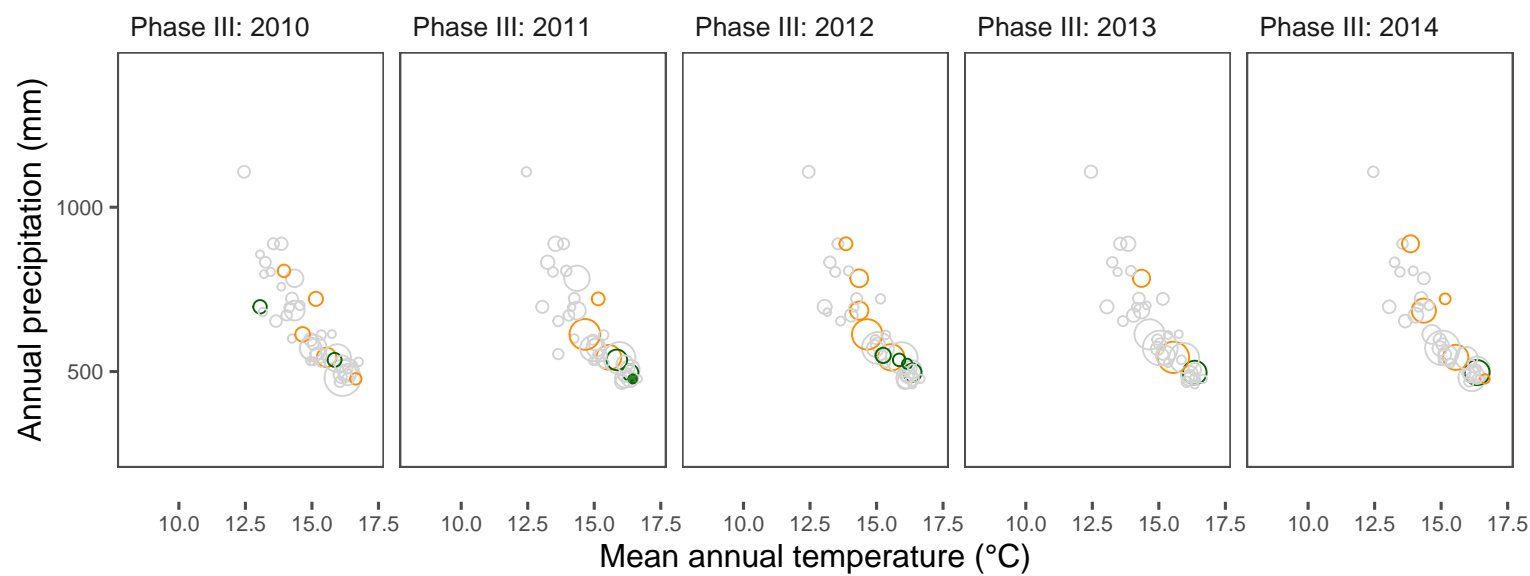 Phase III: 2010 Phase III: 2011 Phase III: 2012 Phase III: 2013 Phase III: 2014
Annual precipitation (mm)
1000
500
10.0 12.5 15.0 17.5 10.0 12.5 15.0 17.5 10.0 12.5 15.0 17.5 10.0 12.5 15.0 17.5 10.0 12.5 15.0 17.5
Mean annual temperature (°C)